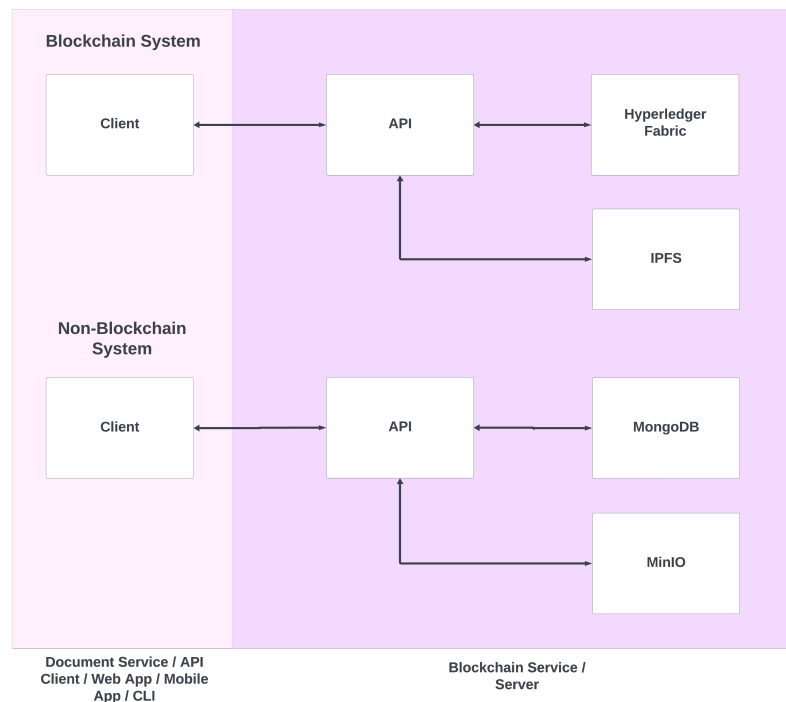 Blockchain System
Client
API
Hyperledger
Fabric
IPFS
Non-Blockchain
System
Client
API
MongoDB
MinIO
Document Service / API
Client / Web App / Mobile
App / CLI
Blockchain Service /
Server